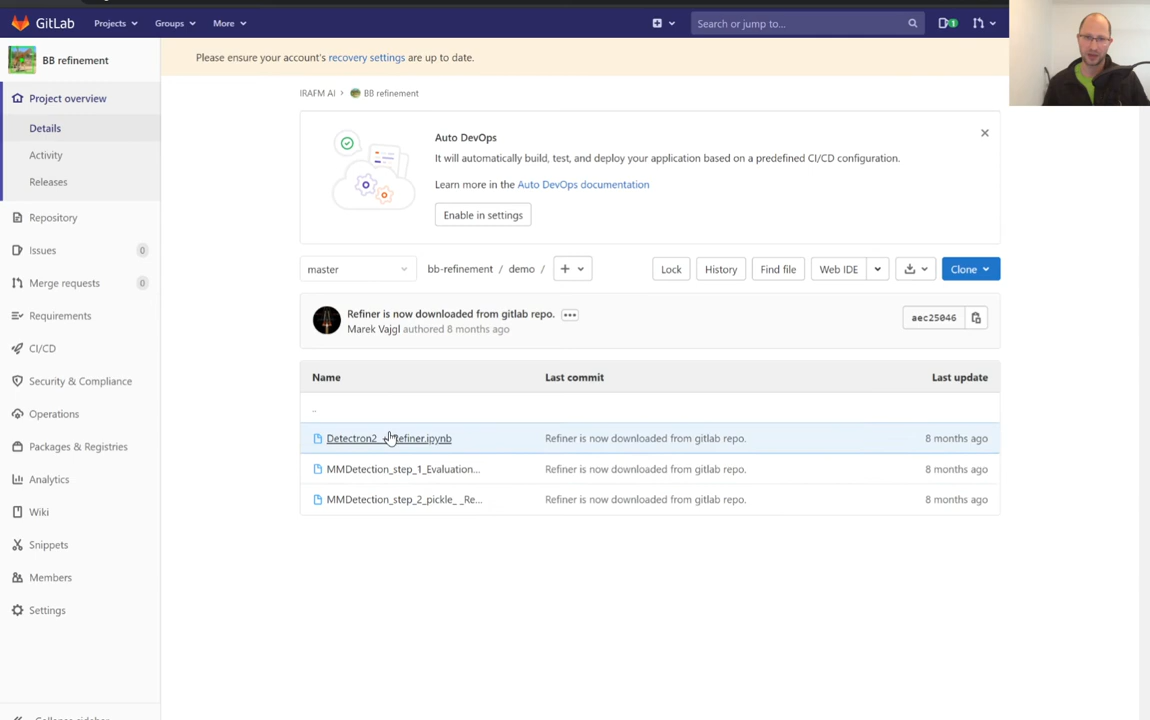 GitLab Projects Groups More Search or jump to... 1
BB refinement
Please ensure your account's recovery settings are up to date.
Project overview
Details
Activity
Releases
Repository
Issues 0
Merge requests 0
Requirements
CI/CD
Security & Compliance
Operations
Packages & Registries
Analytics
Wiki
Snippets
Members
Settings
Collapse sidebar
IRAFM AI > BB refinement
Auto DevOps
It will automatically build, test, and deploy your application based on a predefined CI/CD configuration.
Learn more in the Auto DevOps documentation
Enable in settings
master bb-refinement / demo / + Lock History Find file Web IDE Clone
Refiner is now downloaded from gitlab repo.
Marek Vajgl authored 8 months ago
aec25046
Name Last commit Last update
..
Detectron2 Refiner.ipynb Refiner is now downloaded from gitlab repo. 8 months ago
MMDetection_step_1_Evaluation... Refiner is now downloaded from gitlab repo. 8 months ago
MMDetection_step_2_pickle_ _Re... Refiner is now downloaded from gitlab repo. 8 months ago